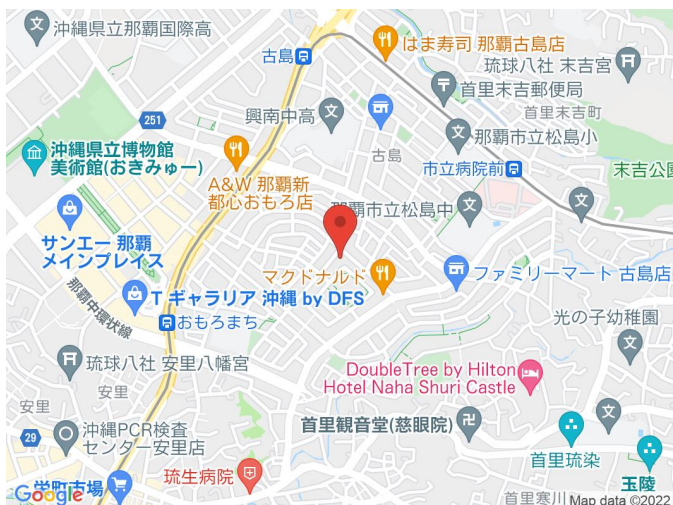 沖縄県立那覇国際高
はま寿司 那覇古島店
古島
琉球八社 末吉宮
首里末吉郵便局
首里末吉町
251
興南中高
那覇市立松島小
沖縄県立博物館
美術館(おきみゅー)
古島
市立病院前
末吉公
A&W 那覇新
都心おもろ店
那覇市立松島中
サンエー 那覇
メインプレイス
マクドナルド
ファミリーマート 古島店
那覇中環状線
T ギャラリア 沖縄 by DFS
おもろまち
光の子幼稚園
琉球八社 安里八幡宮
DoubleTree by Hilton
Hotel Naha Shuri Castle
安里
29
沖縄PCR検査
センター安里店
首里観音堂(慈眼院)
首里琉染
琉生病院
栄町市場
玉陵
Google
首里寒川
Map data ©2022